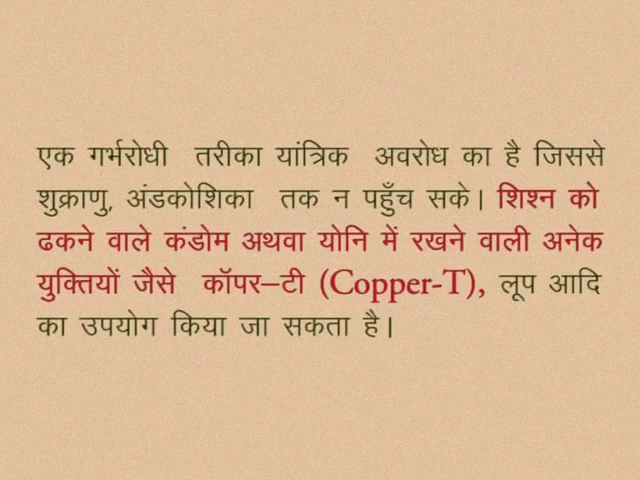 एक गर्भरोधी तरीका यांत्रिक अवरोध का है जिससे
शुक्राणु, अंडकोशिका तक न पहुँच सके। शिश्न को
ढकने वाले कंडोम अथवा योनि में रखने वाली अनेक
युक्तियों जैसे कॉपर–टी (Copper-T), लूप आदि
का उपयोग किया जा सकता है।